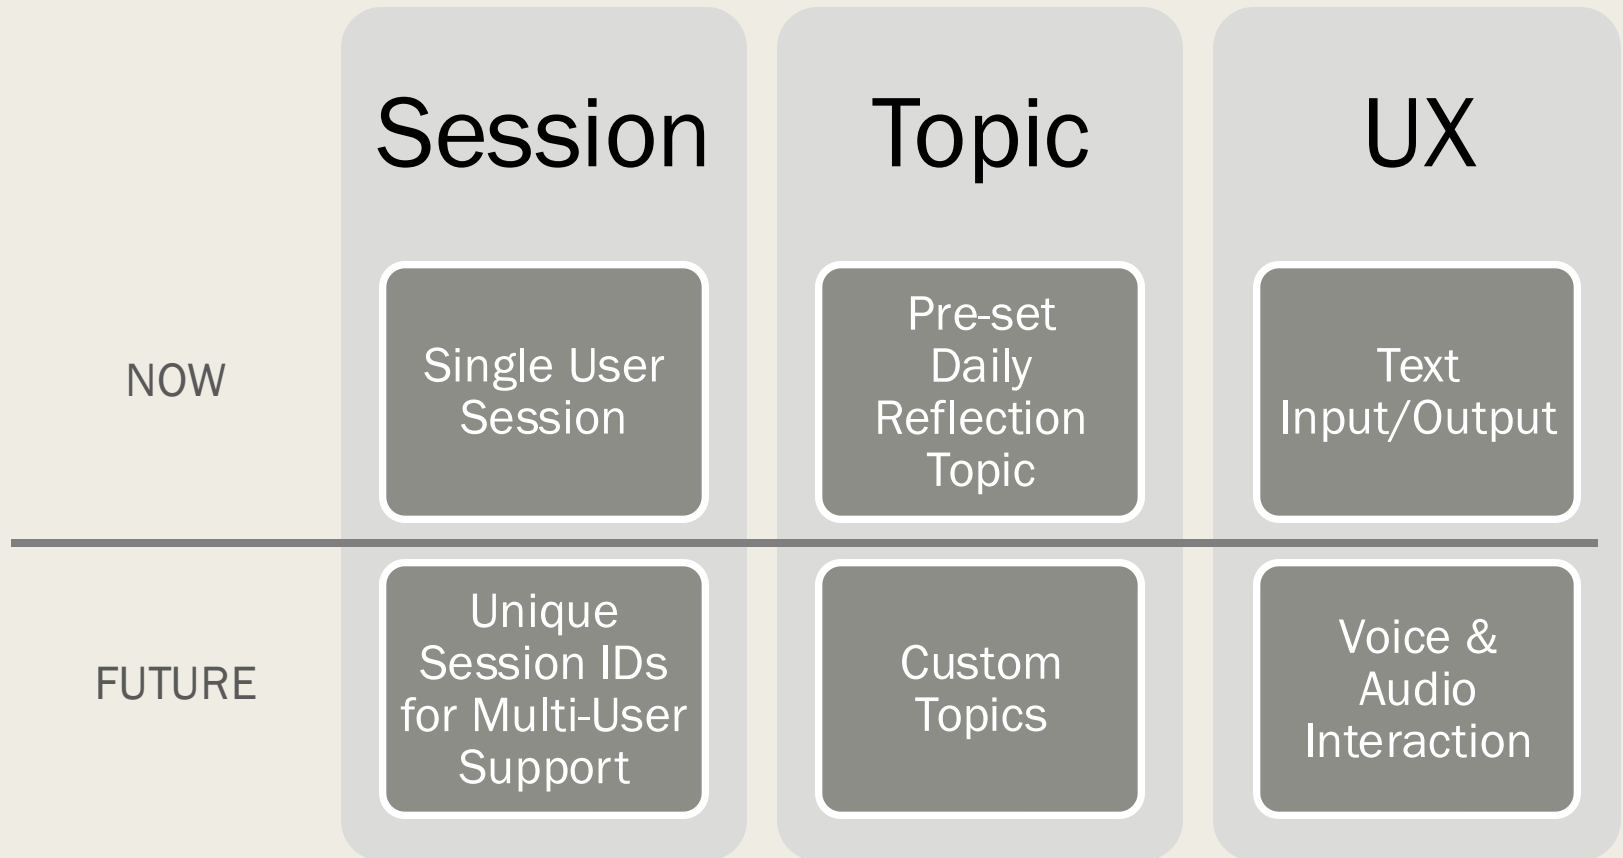 Session
Topic
UX
NOW
Single User
Session
Pre-set
Daily
Reflection
Topic
Text
Input/Output
FUTURE
Unique
Session IDs
for Multi-User
Support
Custom
Topics
Voice &
Audio
Interaction